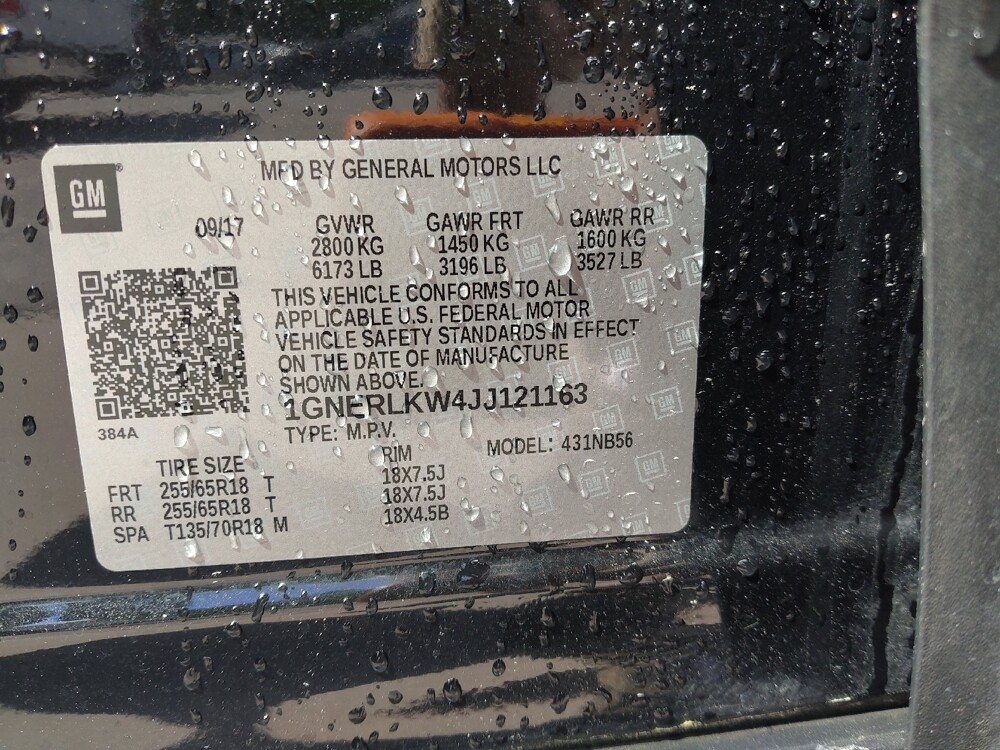 GM
MFD BY GENERAL MOTORS LLC
09/17 GVWR GAWR FRT GAWR RR
2800 KG 1450 KG 1600 KG
6173 LB 3196 LB 3527 LB
THIS VEHICLE CONFORMS TO ALL
APPLICABLE U.S. FEDERAL MOTOR
VEHICLE SAFETY STANDARDS IN EFFECT
ON THE DATE OF MANUFACTURE
SHOWN ABOVE.
1GNERLKW4JJ121163
384A
TYPE: M.P.V. MODEL: 431NB56
TIRE SIZE RIM
FRT 255/65R18 T 18X7.5J
RR 255/65R18 T 18X7.5J
SPA T135/70R18 M 18X4.5B